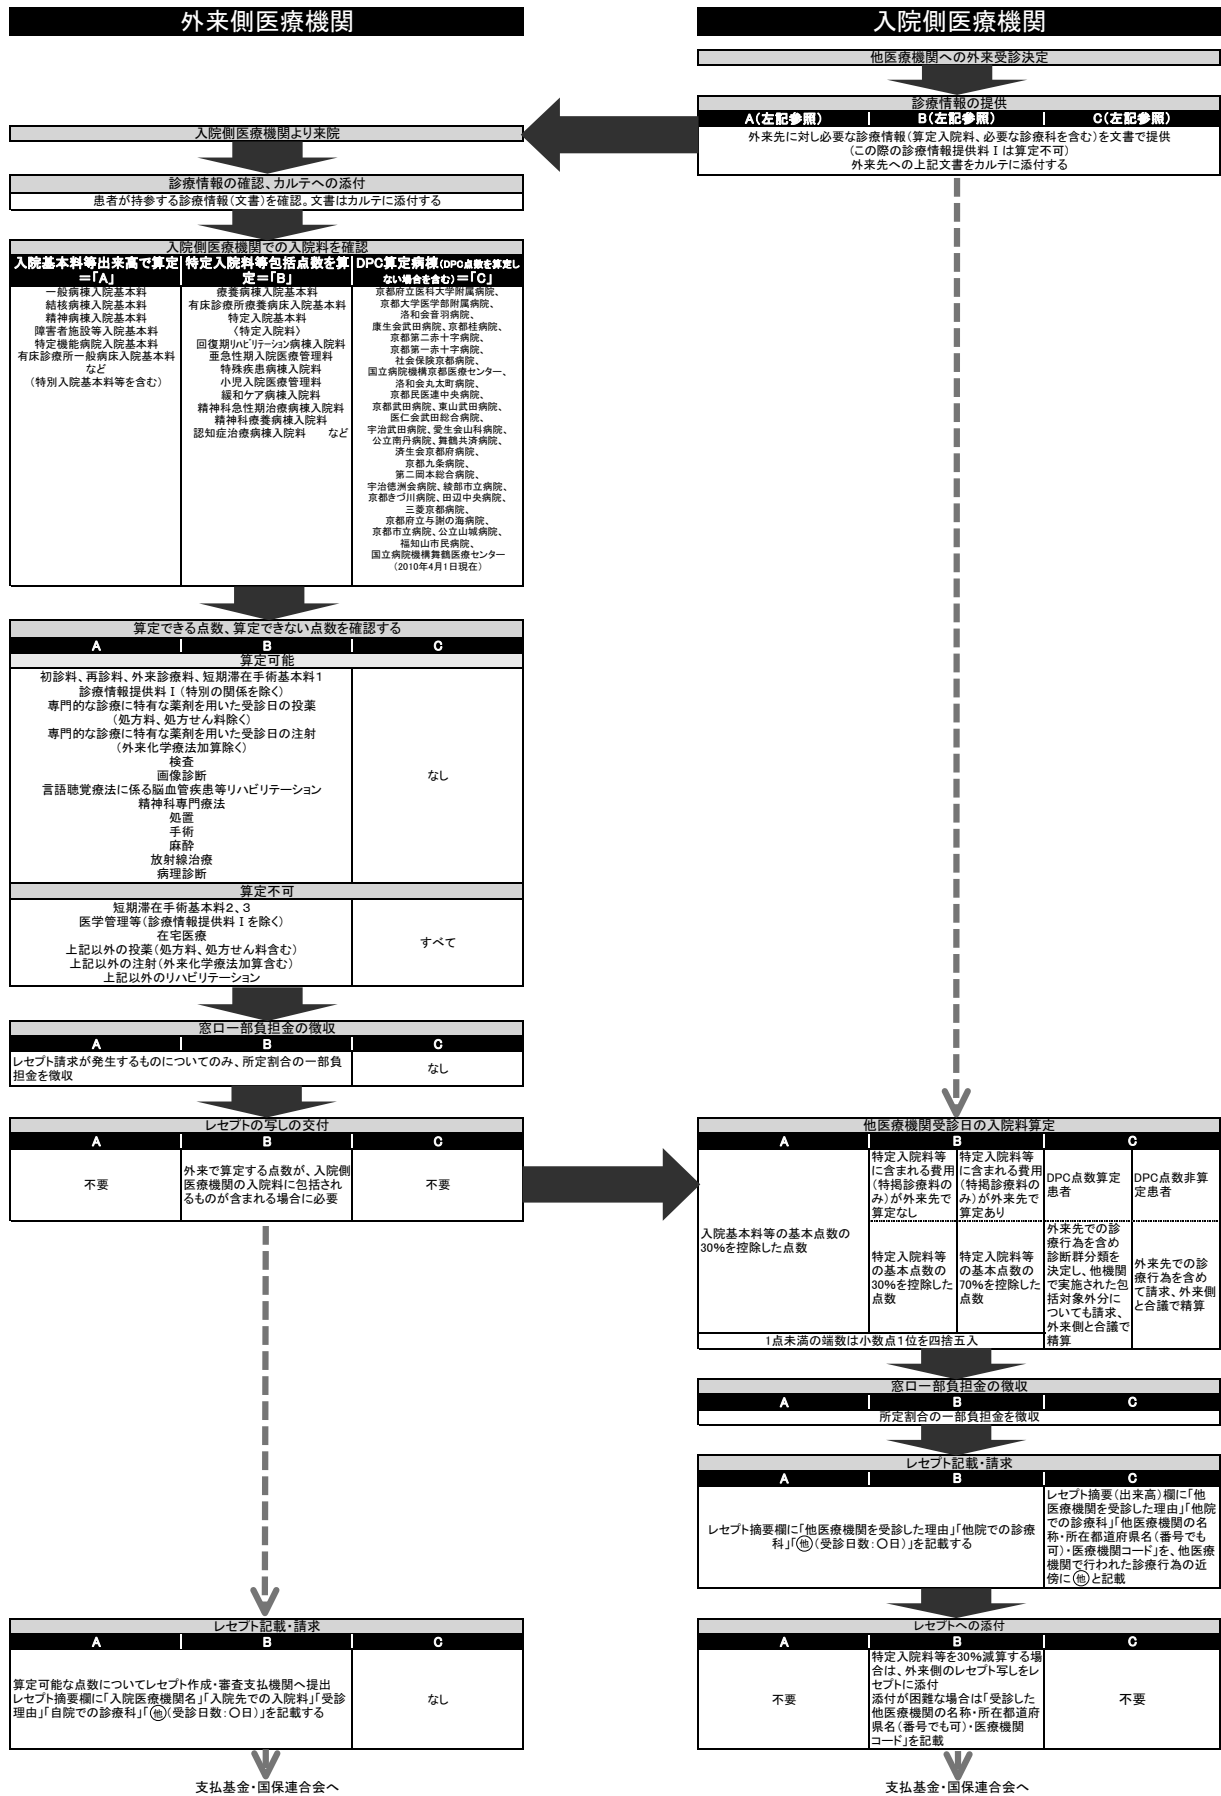 外来側医療機関
入院側医療機関より来院
診療情報の確認、カルテへの添付
患者が持参する診療情報(文書)を確認。文書はカルテに添付する
入院側医療機関での入院料を確認
入院基本料等出来高で算定
=「A」
特定入院料等包括点数を算
定=「B」
DPC算定病棟(DPC点数を算定し
ない場合を含む)=「C」
一般病棟入院基本料
結核病棟入院基本料
精神病棟入院基本料
障害者施設等入院基本料
特定機能病院入院基本料
有床診療所一般病床入院基本料
など
(特別入院基本料等を含む)
療養病棟入院基本料
有床診療所療養病床入院基本料
特定入院基本料
〈特定入院料〉
回復期リハビリテーション病棟入院料
亜急性期入院医療管理料
特殊疾患病棟入院料
小児入院医療管理料
緩和ケア病棟入院料
精神科急性期治療病棟入院料
精神科療養病棟入院料
認知症治療病棟入院料 など
京都府立医科大学附属病院、
京都大学医学部附属病院、
洛和会音羽病院、
康生会武田病院、京都桂病院、
京都第二赤十字病院、
京都第一赤十字病院、
社会保険京都病院、
国立病院機構京都医療センター、
洛和会丸太町病院、
京都民医連中央病院、
京都武田病院、東山武田病院、
医仁会武田総合病院、
宇治武田病院、愛生会山科病院、
公立南丹病院、舞鶴共済病院、
済生会京都府病院、
京都九条病院、
第二岡本総合病院、
宇治徳洲会病院、綾部市立病院、
京都きづ川病院、田辺中央病院、
三菱京都病院、
京都府立与謝の海病院、
京都市立病院、公立山城病院、
福知山市民病院、
国立病院機構舞鶴医療センター
(2010年4月1日現在)
算定できる点数、算定できない点数を確認する
A B C
算定可能
初診料、再診料、外来診療料、短期滞在手術基本料1
診療情報提供料Ⅰ(特別の関係を除く)
専門的な診療に特有な薬剤を用いた受診日の投薬
(処方料、処方せん料除く)
専門的な診療に特有な薬剤を用いた受診日の注射
(外来化学療法加算除く)
検査
画像診断
言語聴覚療法に係る脳血管疾患等リハビリテーション
精神科専門療法
処置
手術
麻酔
放射線治療
病理診断
なし
算定不可
短期滞在手術基本料2、3
医学管理等(診療情報提供料Ⅰを除く)
在宅医療
上記以外の投薬(処方料、処方せん料含む)
上記以外の注射(外来化学療法加算含む)
上記以外のリハビリテーション
すべて
窓口一部負担金の徴収
A B C
レセプト請求が発生するものについてのみ、所定割合の一部負
担金を徴収
なし
レセプトの写しの交付
A B C
不要
外来で算定する点数が、入院側
医療機関の入院料に包括され
るものが含まれる場合に必要
不要
レセプト記載・請求
A B C
算定可能な点数についてレセプト作成・審査支払機関へ提出
レセプト摘要欄に「入院医療機関名」「入院先での入院料」「受診
理由」「自院での診療科」「㊀他(受診日数:〇日)」を記載する
なし
支払基金・国保連合会へ
入院側医療機関
他医療機関への外来受診決定
診療情報の提供
A(左記参照) B(左記参照) C(左記参照)
外来先に対し必要な診療情報(算定入院料、必要な診療科を含む)を文書で提供
(この際の診療情報提供料Ⅰは算定不可)
外来先への上記文書をカルテに添付する
他医療機関受診日の入院料算定
A B C
入院基本料等の基本点数の
30%を控除した点数
特定入院料等
に含まれる費用
(特掲診療料の
み)が外来先で
算定なし
特定入院料等
に含まれる費用
(特掲診療料の
み)が外来先で
算定あり
DPC点数算定
患者
DPC点数非算
定患者
特定入院料等
の基本点数の
30%を控除した
点数
特定入院料等
の基本点数の
70%を控除した
点数
外来先での診
療行為を含め
診断群分類を
決定し、他機関
で実施された包
括対象外分に
ついても請求、
外来側と合議で
精算
外来先での診
療行為を含め
て請求、外来側
と合議で精算
1点未満の端数は小数点1位を四捨五入
窓口一部負担金の徴収
A B C
所定割合の一部負担金を徴収
レセプト記載・請求
A B C
レセプト摘要欄に「他医療機関を受診した理由」「他院での診療
科」「他(受診日数:〇日)」を記載する
レセプト摘要(出来高)欄に「他
医療機関を受診した理由」「他院
での診療科」「他医療機関の名
称・所在都道府県名(番号でも
可)・医療機関コード」を、他医療
機関で行われた診療行為の近
傍に他と記載
レセプトへの添付
A B C
不要
特定入院料等を30%減算する場
合は、外来側のレセプト写しをレ
セプトに添付
添付が困難な場合は「受診した
他医療機関の名称・所在都道府
県名(番号でも可)・医療機関
コード」を記載
不要
支払基金・国保連合会へ